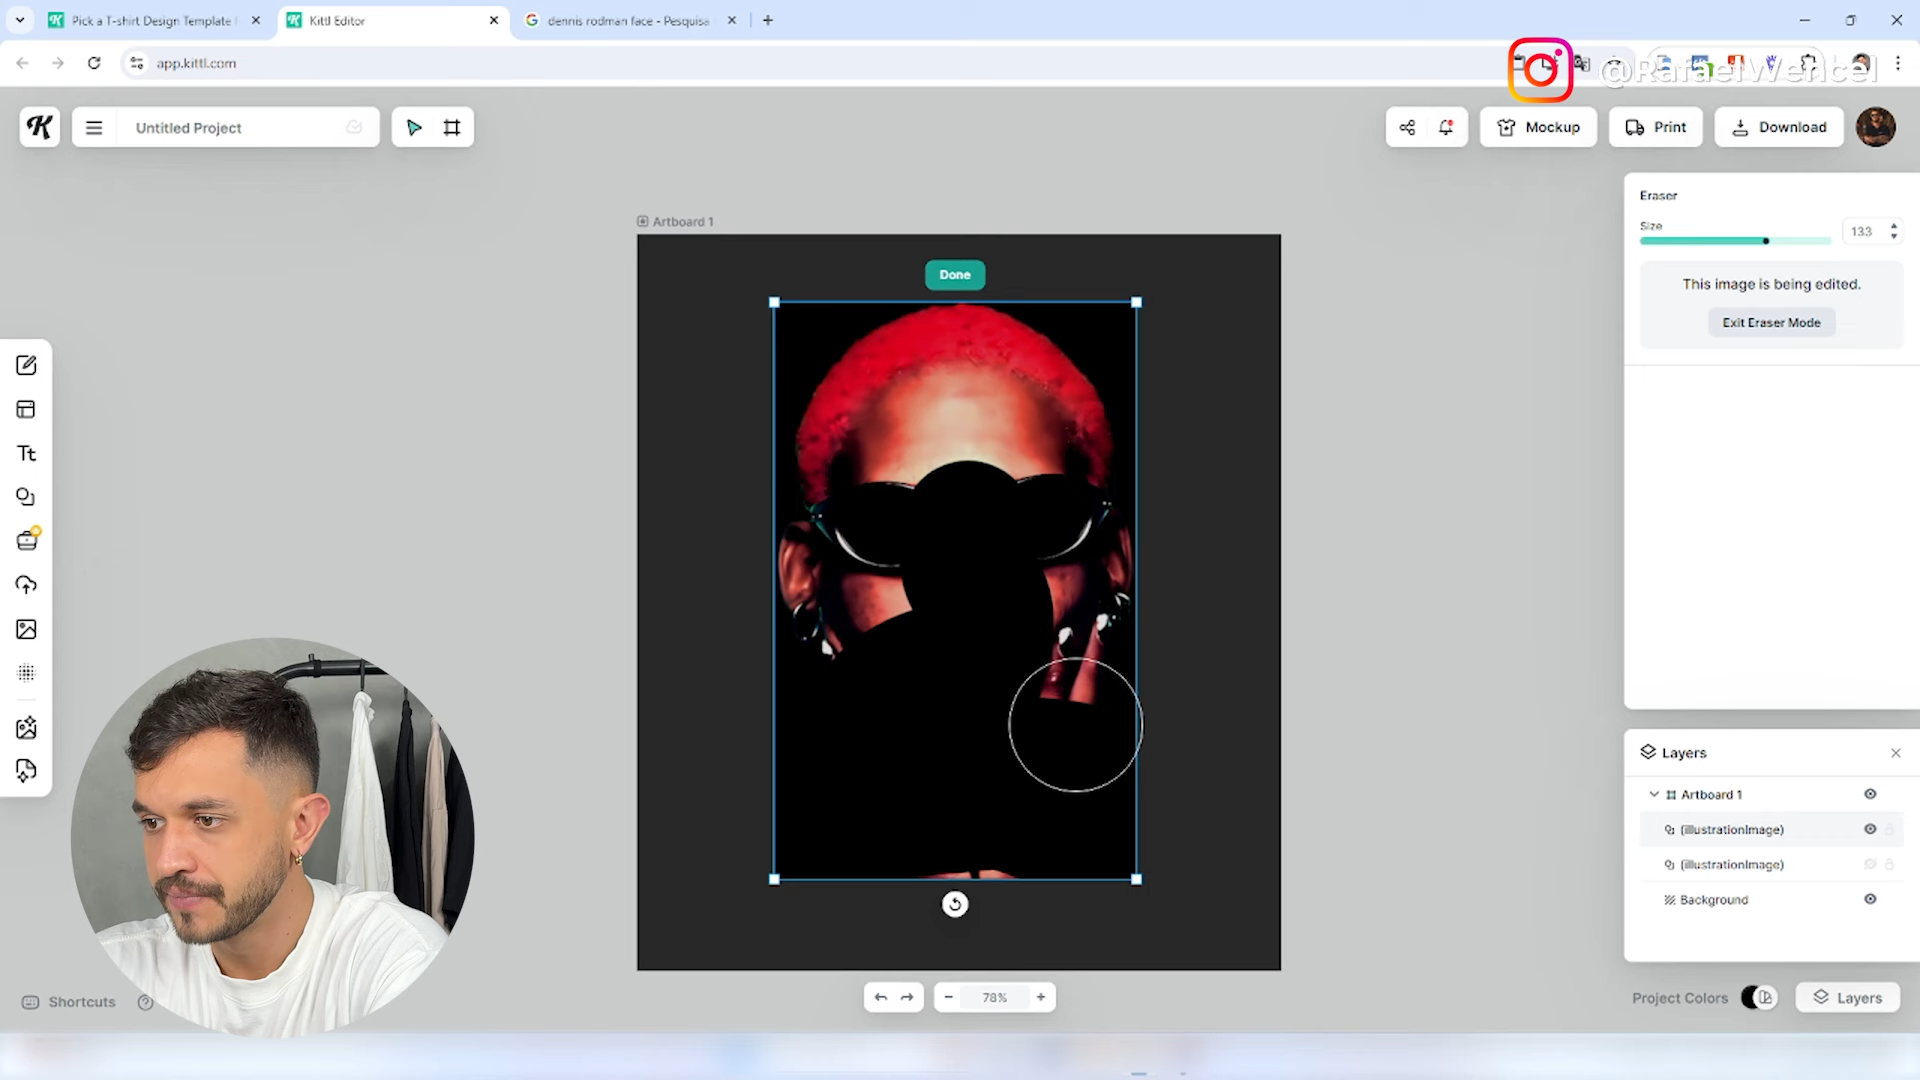 Pick a T-shirt Design Template
Kittl Editor
dennis rodman face - Pesquisa
app.kittl.com
@RafaelWencel
K
Untitled Project
Mockup
Print
Download
Eraser
Size
133
This image is being edited.
Exit Eraser Mode
Artboard 1
Done
Tt
Layers
Artboard 1
(illustrationImage)
(illustrationImage)
Background
Shortcuts
78%
Project Colors
Layers